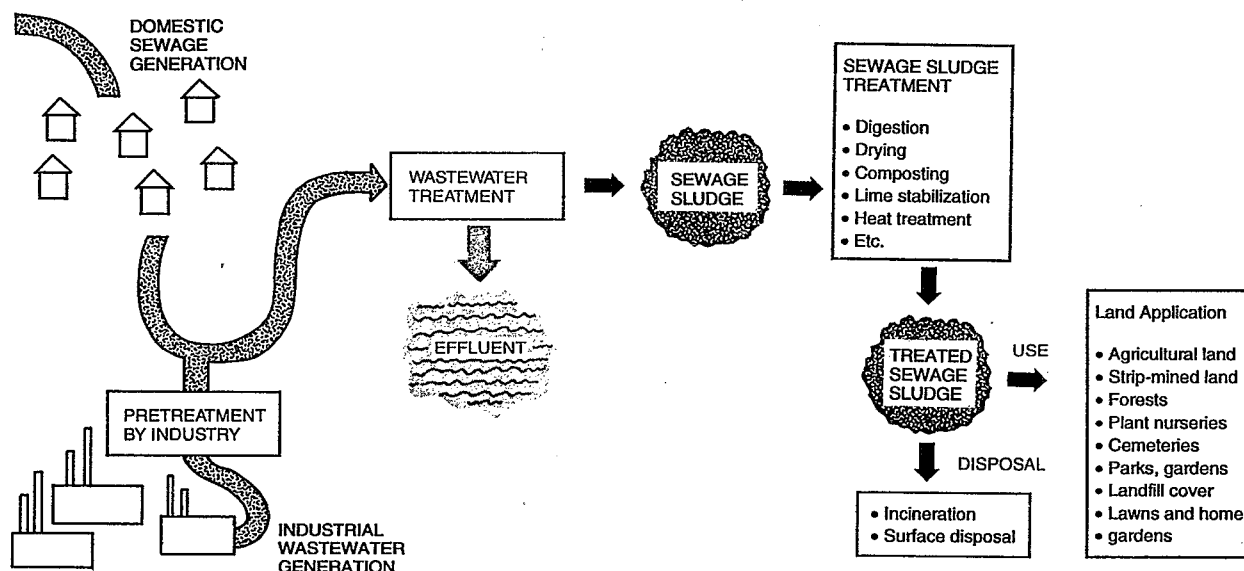 DOMESTIC
SEWAGE
GENERATION
WASTEWATER
TREATMENT
EFFLUENT
PRETREATMENT
BY INDUSTRY
INDUSTRIAL
WASTEWATER
GENERATION
SEWAGE
SLUDGE
SEWAGE SLUDGE
TREATMENT
• Digestion
• Drying
• Composting
• Lime stabilization
• Heat treatment
• Etc.
TREATED
SEWAGE
SLUDGE
USE
DISPOSAL
• Incineration
• Surface disposal
Land Application
• Agricultural land
• Strip-mined land
• Forests
• Plant nurseries
• Cemeteries
• Parks, gardens
• Landfill cover
• Lawns and home
• gardens